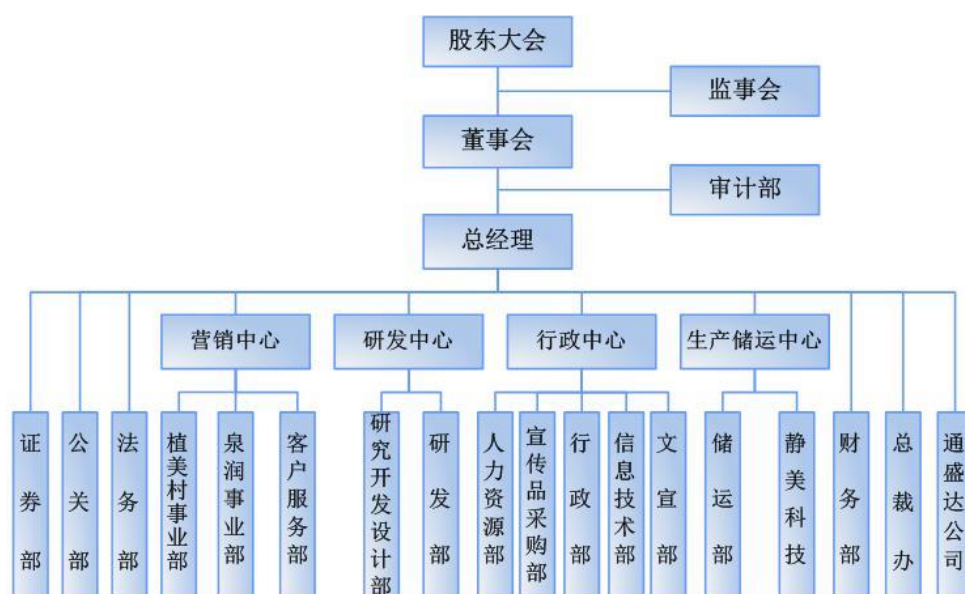 股东大会
监事会
董事会
审计部
总经理
营销中心
研发中心
行政中心
生产储运中心
证券部
公关部
法务部
植美村事业部
泉润事业部
客户服务部
研究开发设计部
研发部
人力资源部
宣传品采购部
行政部
信息技术部
文宣部
储运部
静美科技
财务部
总裁办
通盛达公司